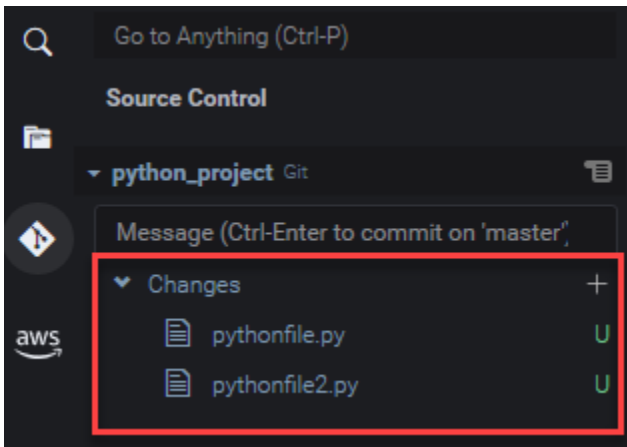 Go to Anything (Ctrl-P)
Source Control
python_project Git
Message (Ctrl-Enter to commit on 'master'
Changes
aws
pythonfile.py U
pythonfile2.py U